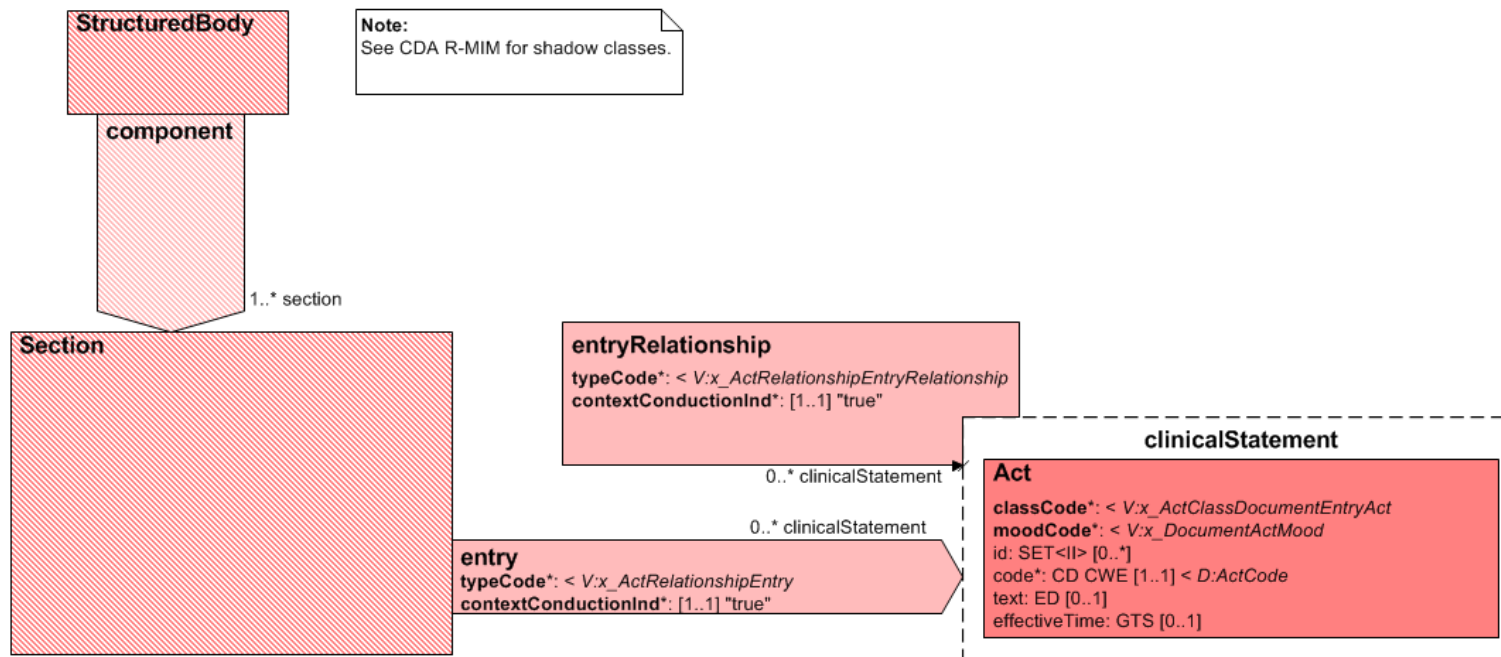 StructuredBody
Note:
See CDA R-MIM for shadow classes.
component
1..* section
Section
entryRelationship
typeCode*: < V:x_ActRelationshipEntryRelationship
contextConductionInd*: [1..1] "true"
0..* clinicalStatement
clinicalStatement
Act
classCode*: < V:x_ActClassDocumentEntryAct
moodCode*: < V:x_DocumentActMood
id: SET<II> [0..*]
code*: CD CWE [1..1] < D:ActCode
text: ED [0..1]
effectiveTime: GTS [0..1]
0..* clinicalStatement
entry
typeCode*: < V:x_ActRelationshipEntry
contextConductionInd*: [1..1] "true"